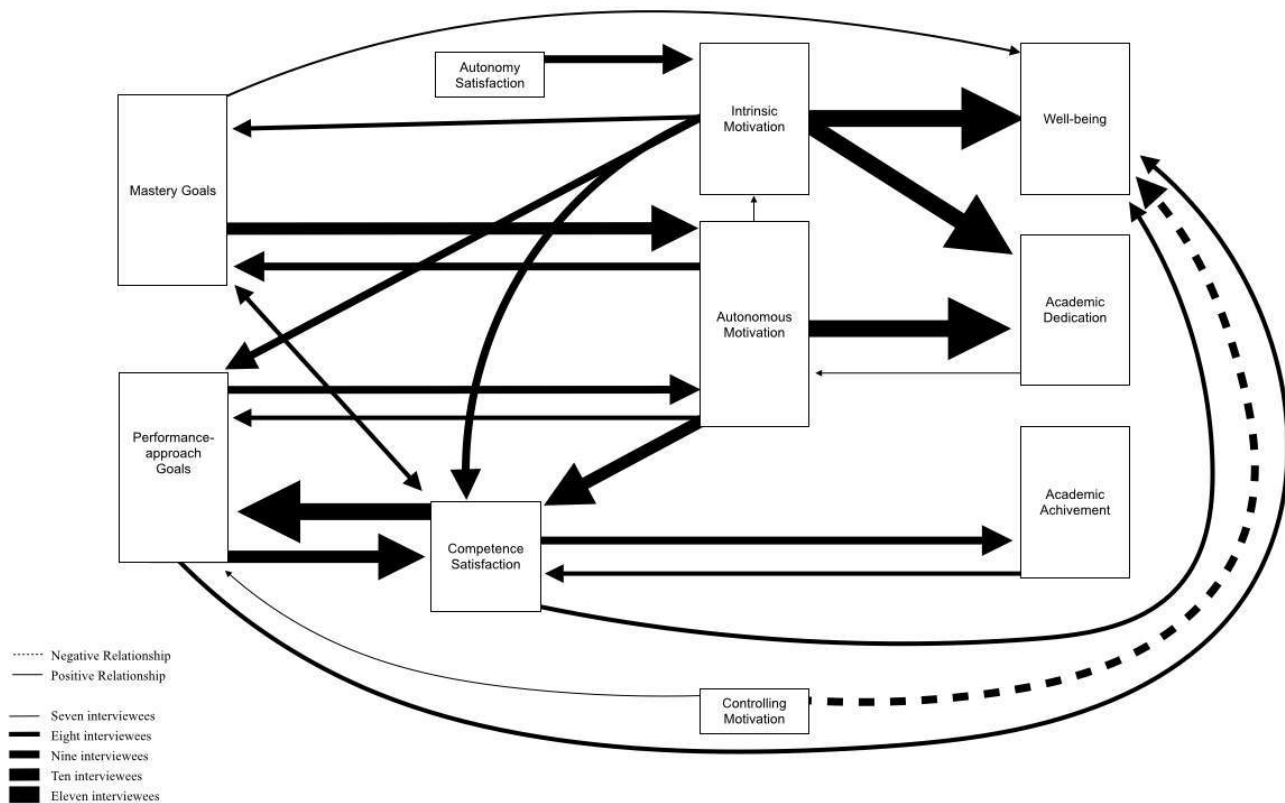 Autonomy
Satisfaction
Intrinsic
Motivation
Well-being
Mastery Goals
Autonomous
Motivation
Academic
Dedication
Performance-
approach
Goals
Academic
Achivement
Competence
Satisfaction
Controlling
Motivation
Negative Relationship
Positive Relationship
Seven interviewees
Eight interviewees
Nine interviewees
Ten interviewees
Eleven interviewees